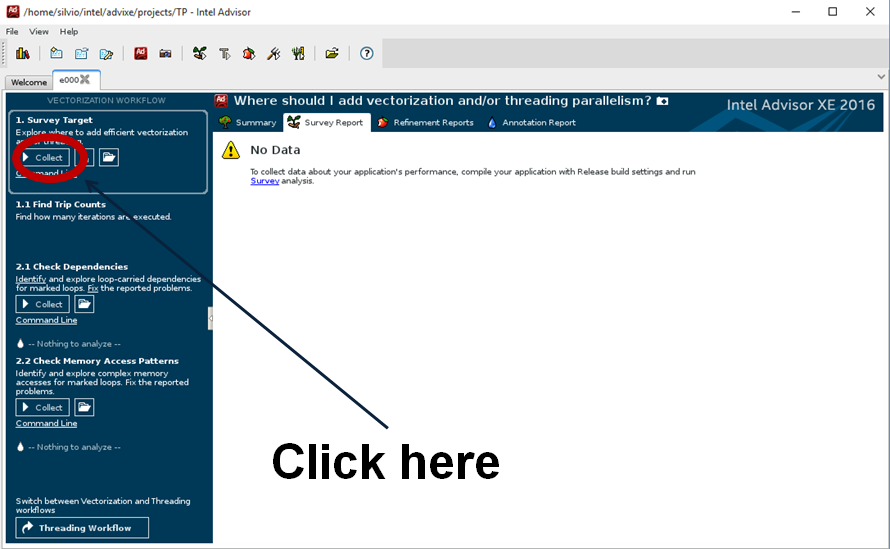 /home/silvio/intel/advixe/projects/TP - Intel Advisor
File View Help
Welcome e000
VECTORIZATION WORKFLOW
Where should I add vectorization and/or threading parallelism?
Intel Advisor XE 2016
Summary Survey Report Refinement Reports Annotation Report
1. Survey Target
Explore where to add efficient vectorization
threading.
Collect
Command Line
No Data
To collect data about your application's performance, compile your application with Release build settings and run
Survey analysis.
1.1 Find Trip Counts
Find how many iterations are executed.
2.1 Check Dependencies
Identify and explore loop-carried dependencies
for marked loops. Fix the reported problems.
Collect
Command Line
-- Nothing to analyze --
2.2 Check Memory Access Patterns
Identify and explore complex memory
accesses for marked loops. Fix the reported
problems.
Collect
Command Line
-- Nothing to analyze --
Click here
Switch between Vectorization and Threading
workflows
Threading Workflow